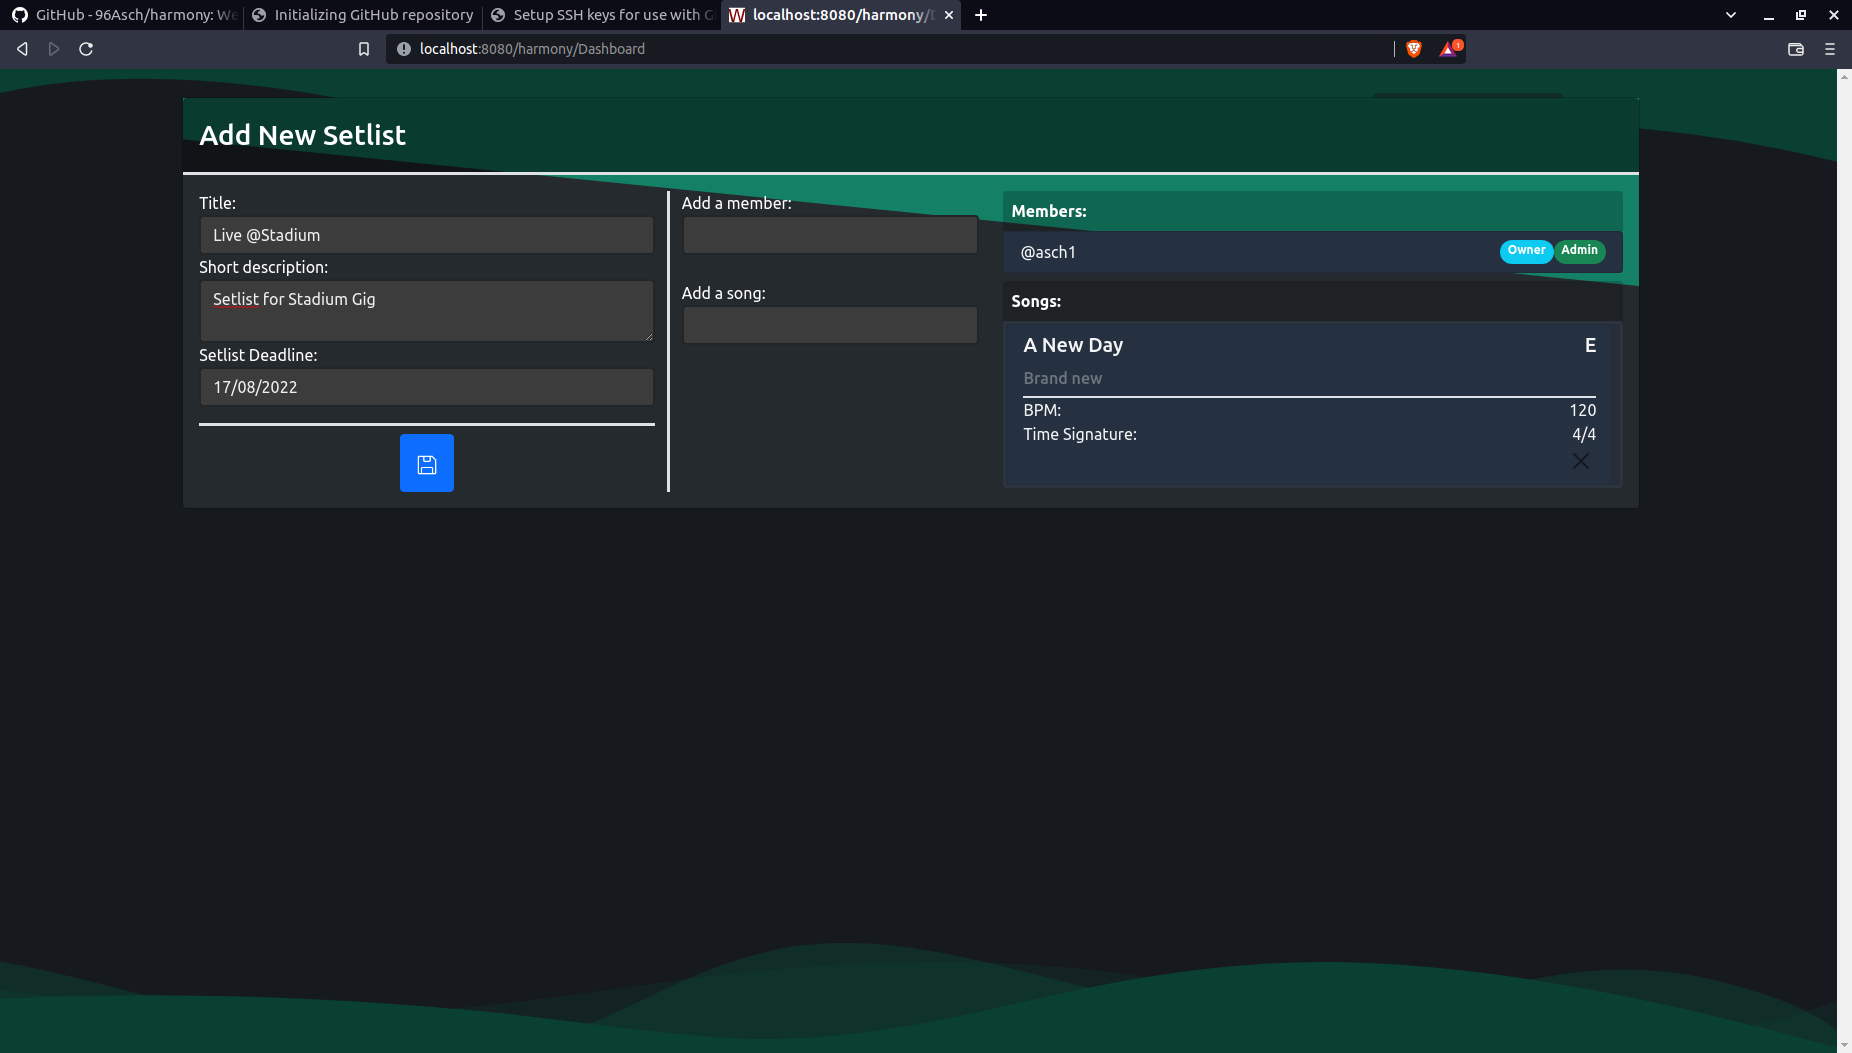 GitHub - 96Asch/harmony: We
Initializing GitHub repository
Setup SSH keys for use with G
localhost:8080/harmony/D
localhost:8080/harmony/Dashboard
1
Add New Setlist
Title:
Live @Stadium
Short description:
Setlist for Stadium Gig
Setlist Deadline:
17/08/2022
Add a member:
Add a song:
Members:
@asch1
Owner
Admin
Songs:
A New Day
E
Brand new
BPM:
120
Time Signature:
4/4